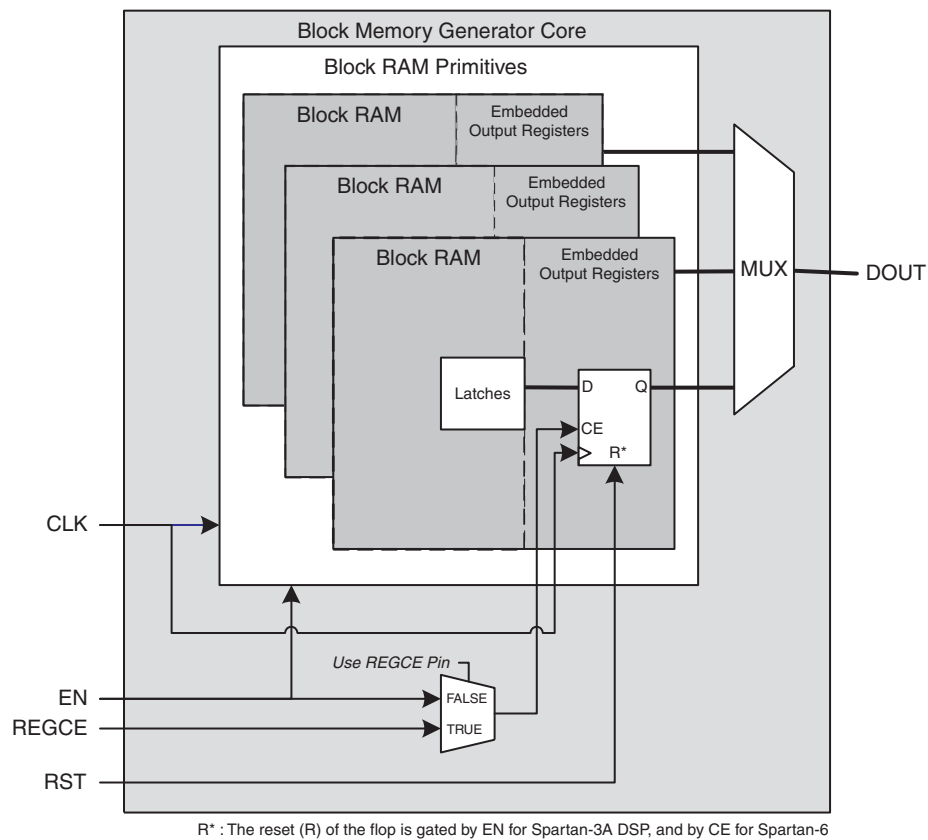 Block Memory Generator Core
Block RAM Primitives
Block RAM
Embedded
Output Registers
Block RAM
Embedded
Output Registers
Block RAM
Embedded
Output Registers
MUX
DOUT
Latches
D
Q
CE
R*
CLK
Use REGCE Pin
EN
FALSE
REGCE
TRUE
RST
R* : The reset (R) of the flop is gated by EN for Spartan-3A DSP, and by CE for Spartan-6